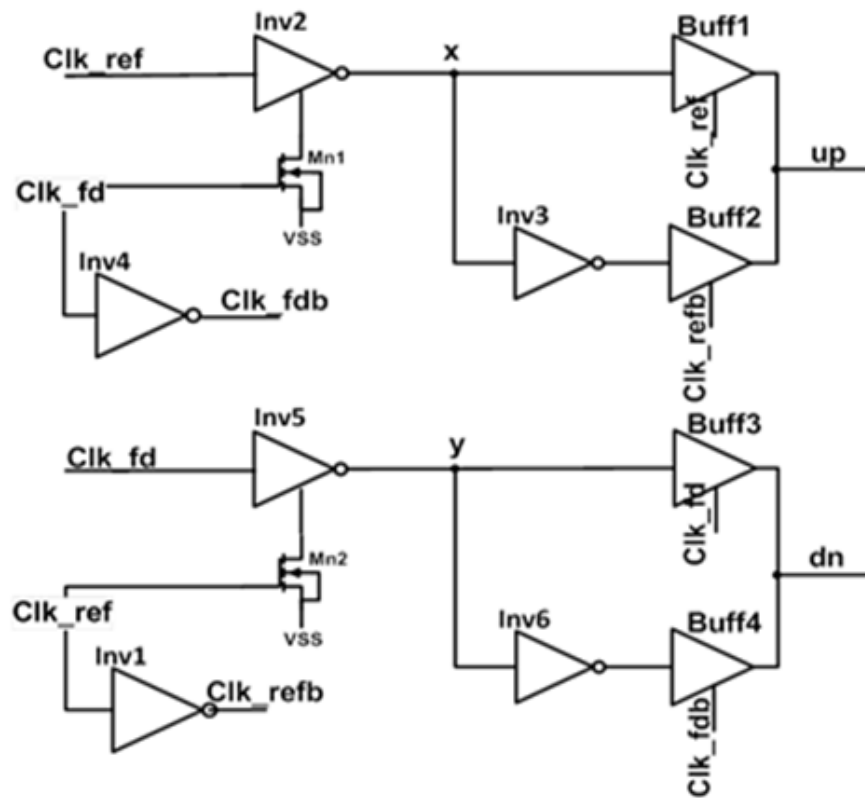 Inv2
Buff1
Clk_ref
x
Clk_ref
Mn1
up
Clk_fd
Inv3
Buff2
VSS
Inv4
Clk_fdb
Clk_refb
Inv5
Buff3
Clk_fd
y
Clk_fd
Mn2
dn
Clk_ref
Inv6
Buff4
VSS
Inv1
Clk_refb
Clk_fdb